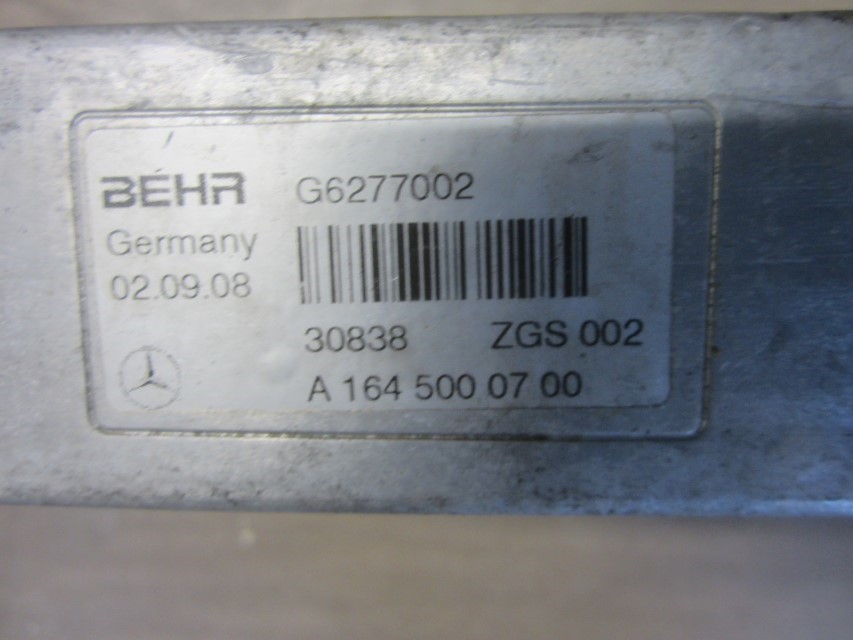 BEHR G6277002
Germany
02.09.08
30838 ZGS 002
A 164 500 07 00